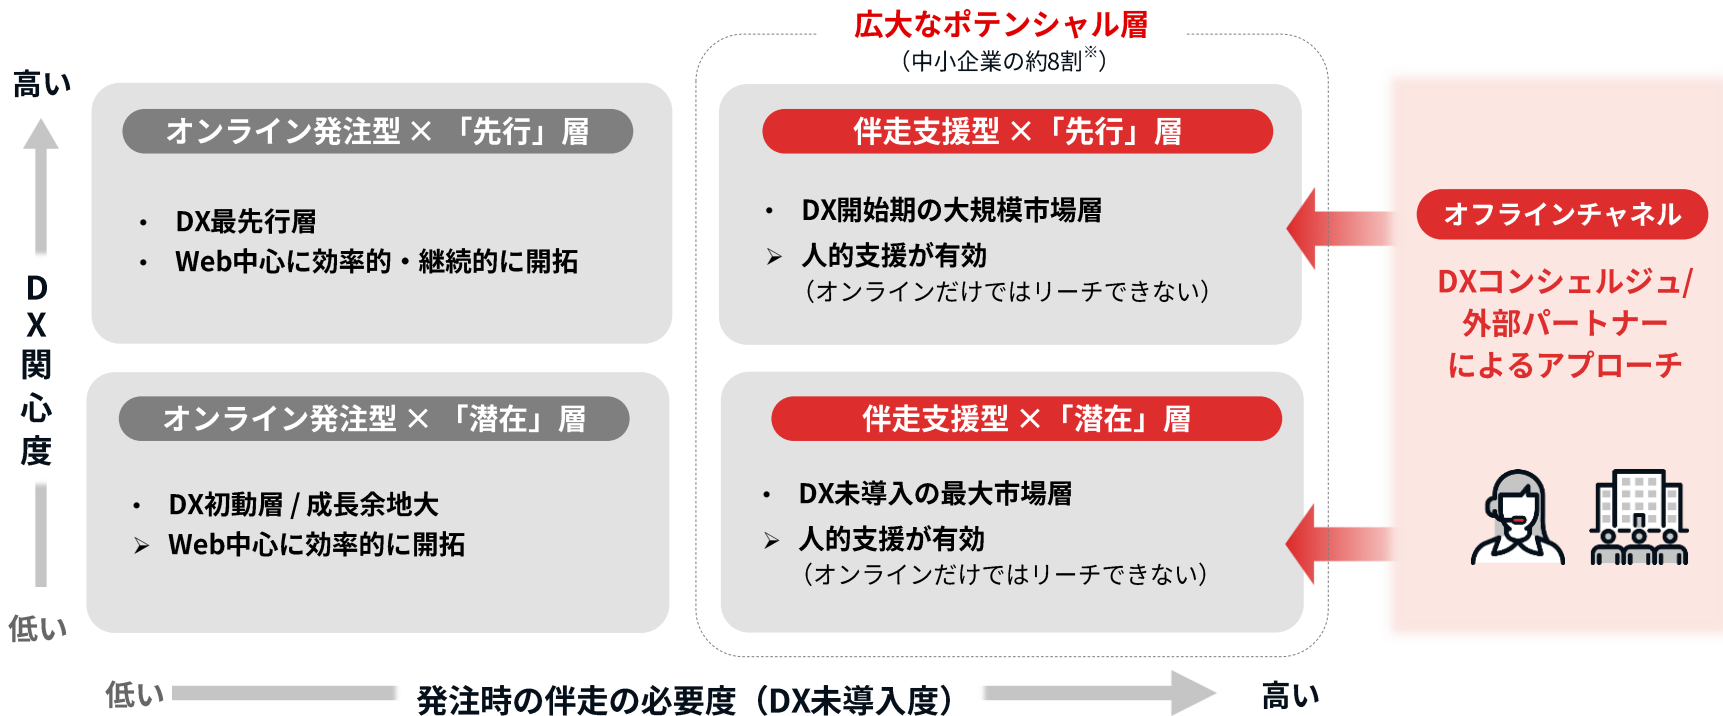 広大なポテンシャル層
（中小企業の約8割※）
高い
DX関心度
低い
オンライン発注型 × 「先行」層
・ DX最先行層
・ Web中心に効率的・継続的に開拓
伴走支援型 × 「先行」層
・ DX開始期の大規模市場層
➢ 人的支援が有効
（オンラインだけではリーチできない）
オンライン発注型 × 「潜在」層
・ DX初動層 / 成長余地大
➢ Web中心に効率的に開拓
伴走支援型 × 「潜在」層
・ DX未導入の最大市場層
➢ 人的支援が有効
（オンラインだけではリーチできない）
オフラインチャネル
DXコンシェルジュ/
外部パートナー
によるアプローチ
低い
発注時の伴走の必要度（DX未導入度）
高い